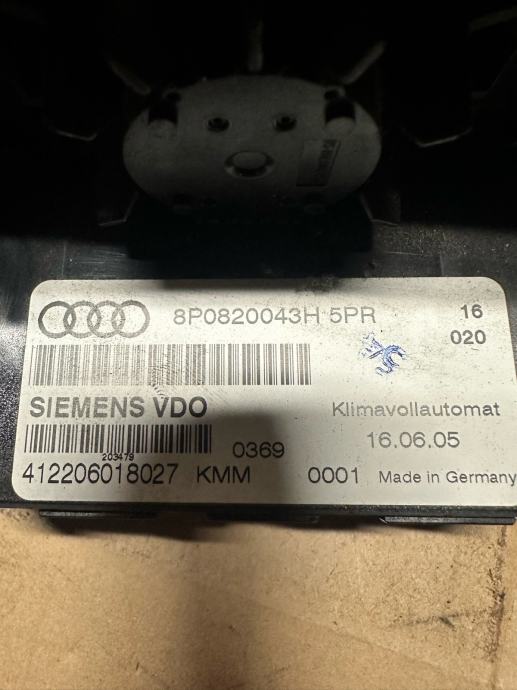 8P0820043H 5PR 16
020
SIEMENS VDO Klimavollautomat
203479 0369 16.06.05
412206018027 KMM 0001 Made in Germany